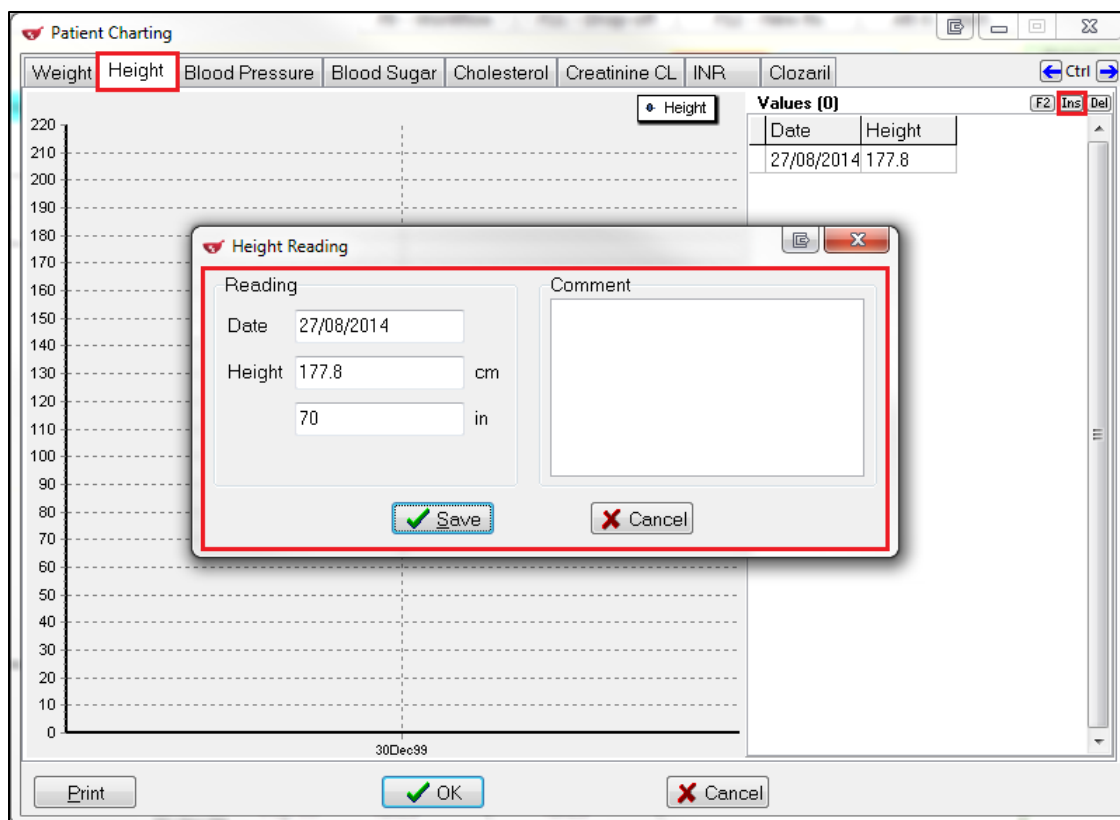 Patient Charting
Weight Height Blood Pressure Blood Sugar Cholesterol Creatinine CL INR Clozaril Ctrl
Height
Values (0) F2 Ins Del
Date Height
27/08/2014 177.8
220
210
200
190
180
170
160
150
140
130
120
110
100
90
80
70
60
50
40
30
20
10
0
30Dec99
Height Reading
Reading
Date 27/08/2014
Height 177.8 cm
70 in
Comment
Save Cancel
Print OK Cancel